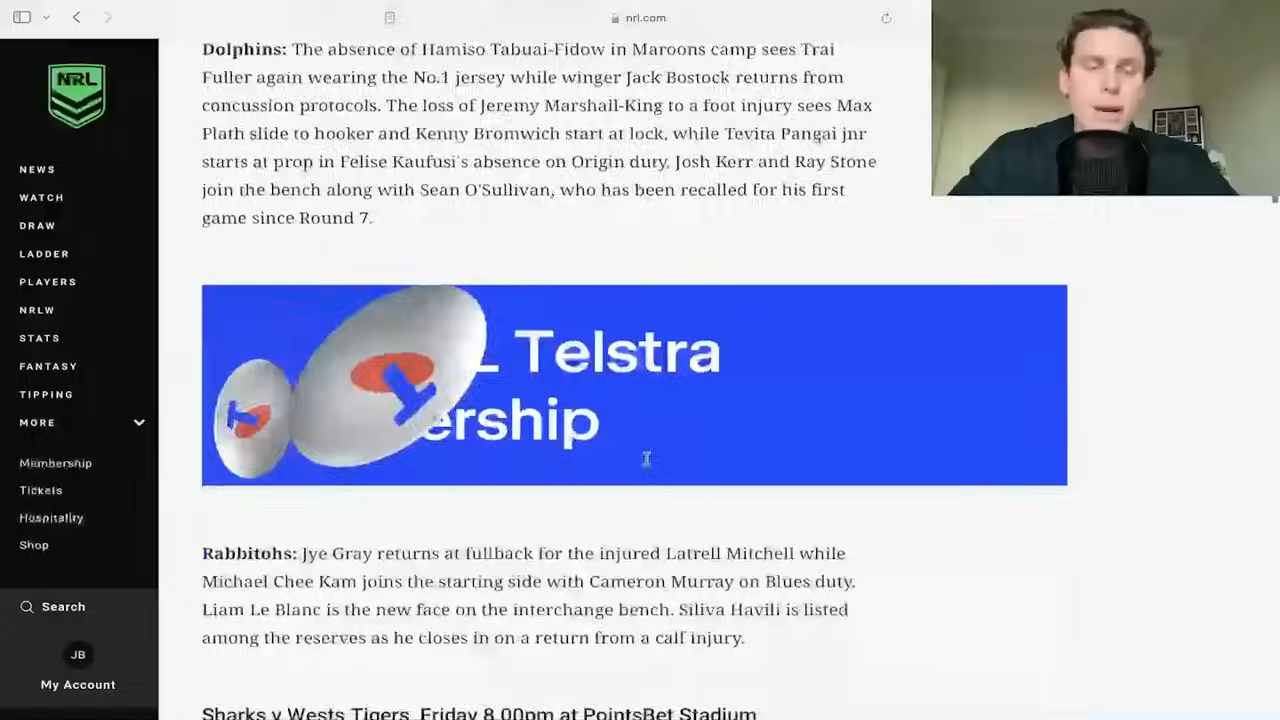 nrl.com
NRL
NEWS
WATCH
DRAW
LADDER
PLAYERS
NRLW
STATS
FANTASY
TIPPING
MORE
Membership
Tickets
Hospitality
Shop
Search
JB
My Account
Dolphins: The absence of Hamiso Tabuai-Fidow in Maroons camp sees Trai
Fuller again wearing the No.1 jersey while winger Jack Bostock returns from
concussion protocols. The loss of Jeremy Marshall-King to a foot injury sees Max
Plath slide to hooker and Kenny Bromwich start at lock, while Tevita Pangai jnr
starts at prop in Felise Kaufusi's absence on Origin duty, Josh Kerr and Ray Stone
join the bench along with Sean O'Sullivan, who has been recalled for his first
game since Round 7.
L Telstra
ership
Rabbitohs: Jye Gray returns at fullback for the injured Latrell Mitchell while
Michael Chee Kam joins the starting side with Cameron Murray on Blues duty.
Liam Le Blanc is the new face on the interchange bench. Siliva Havili is listed
among the reserves as he closes in on a return from a calf injury.
Sharks v Wests Tigers, Friday 8.00pm at PointsBet Stadium